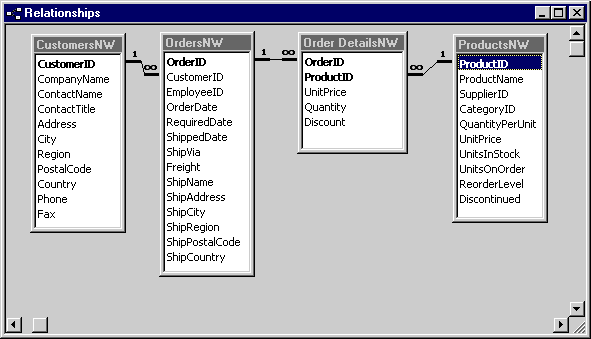 Relationships
CustomersNW
CustomerID
CompanyName
ContactName
ContactTitle
Address
City
Region
PostalCode
Country
Phone
Fax
1
∞
OrdersNW
OrderID
CustomerID
EmployeeID
OrderDate
RequiredDate
ShippedDate
ShipVia
Freight
ShipName
ShipAddress
ShipCity
ShipRegion
ShipPostalCode
ShipCountry
1
∞
Order DetailsNW
OrderID
ProductID
UnitPrice
Quantity
Discount
∞
1
ProductsNW
ProductID
ProductName
SupplierID
CategoryID
QuantityPerUnit
UnitPrice
UnitsInStock
UnitsOnOrder
ReorderLevel
Discontinued